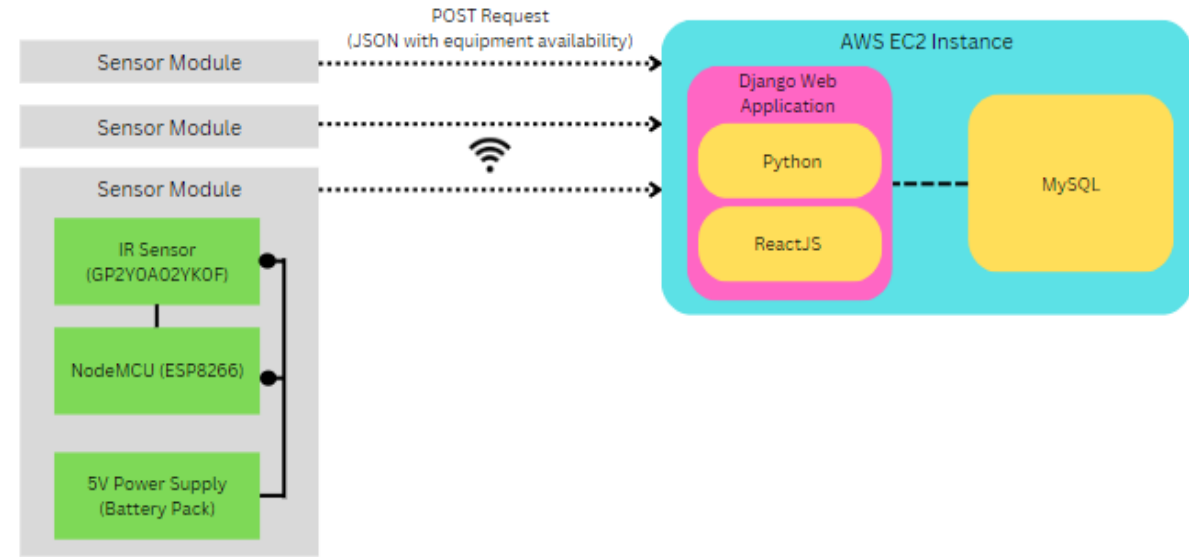 POST Request
(JSON with equipment availability)
Sensor Module
Sensor Module
Sensor Module
IR Sensor
(GP2Y0A02YK0F)
NodeMCU (ESP8266)
5V Power Supply
(Battery Pack)
AWS EC2 Instance
Django Web
Application
Python
ReactJS
MySQL